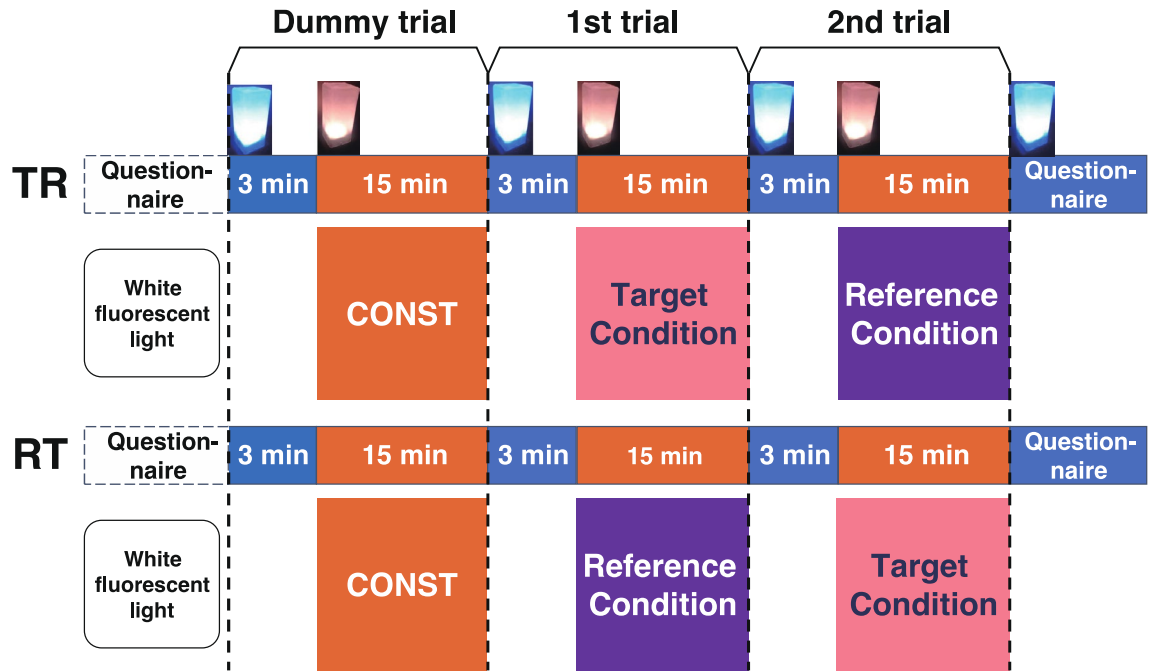 Dummy trial 1st trial 2nd trial
TR
Question-
naire
3 min 15 min 3 min 15 min 3 min 15 min
Question-
naire
White
fluorescent
light
CONST
Target
Condition
Reference
Condition
RT
Question-
naire
3 min 15 min 3 min 15 min 3 min 15 min
Question-
naire
White
fluorescent
light
CONST
Reference
Condition
Target
Condition